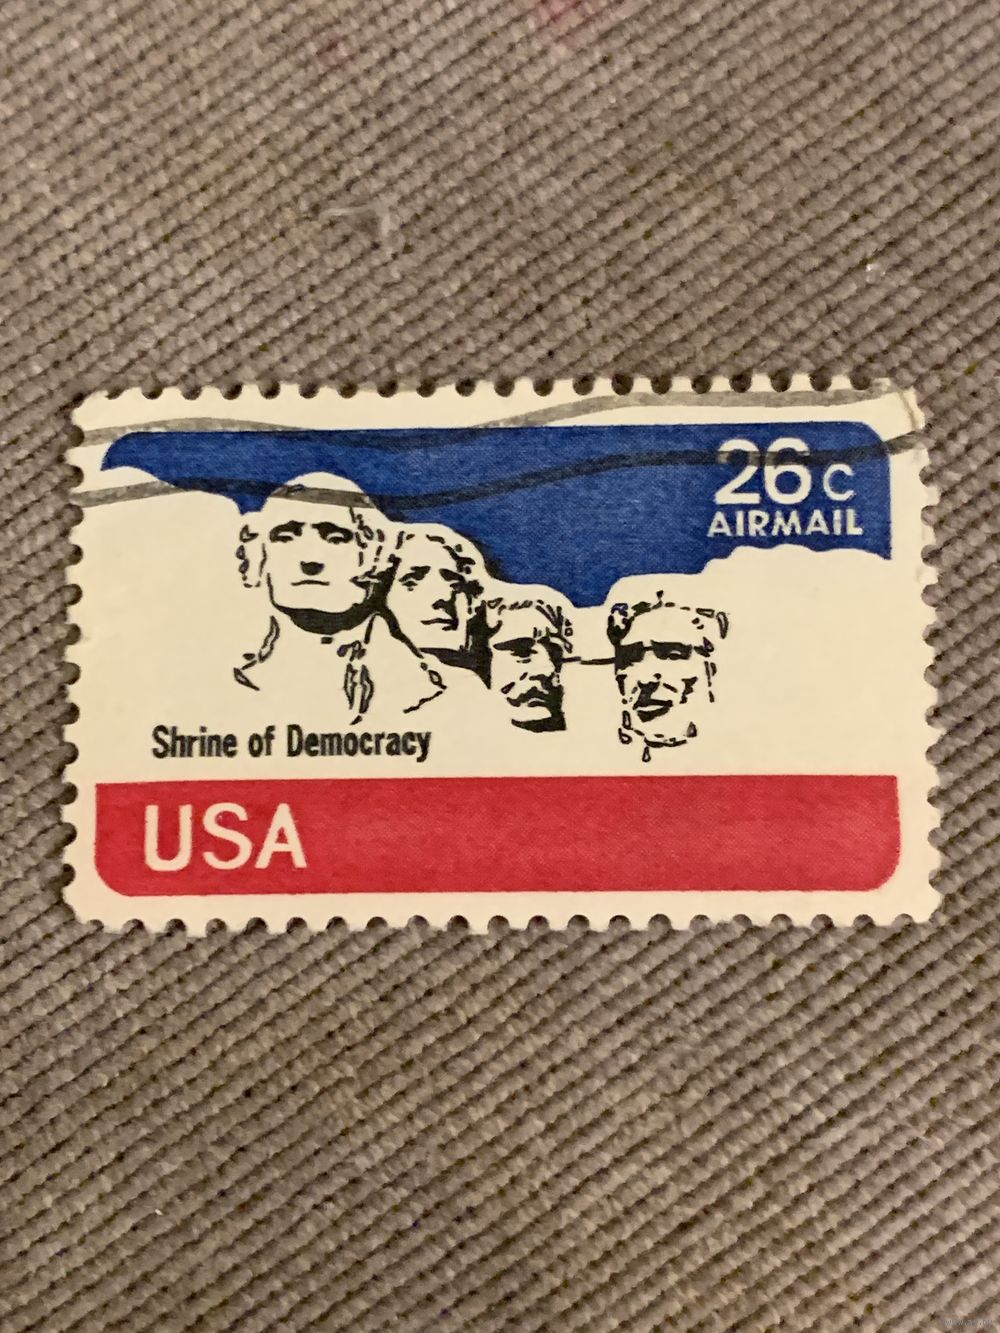 26c
AIRMAIL
Shrine of Democracy
USA